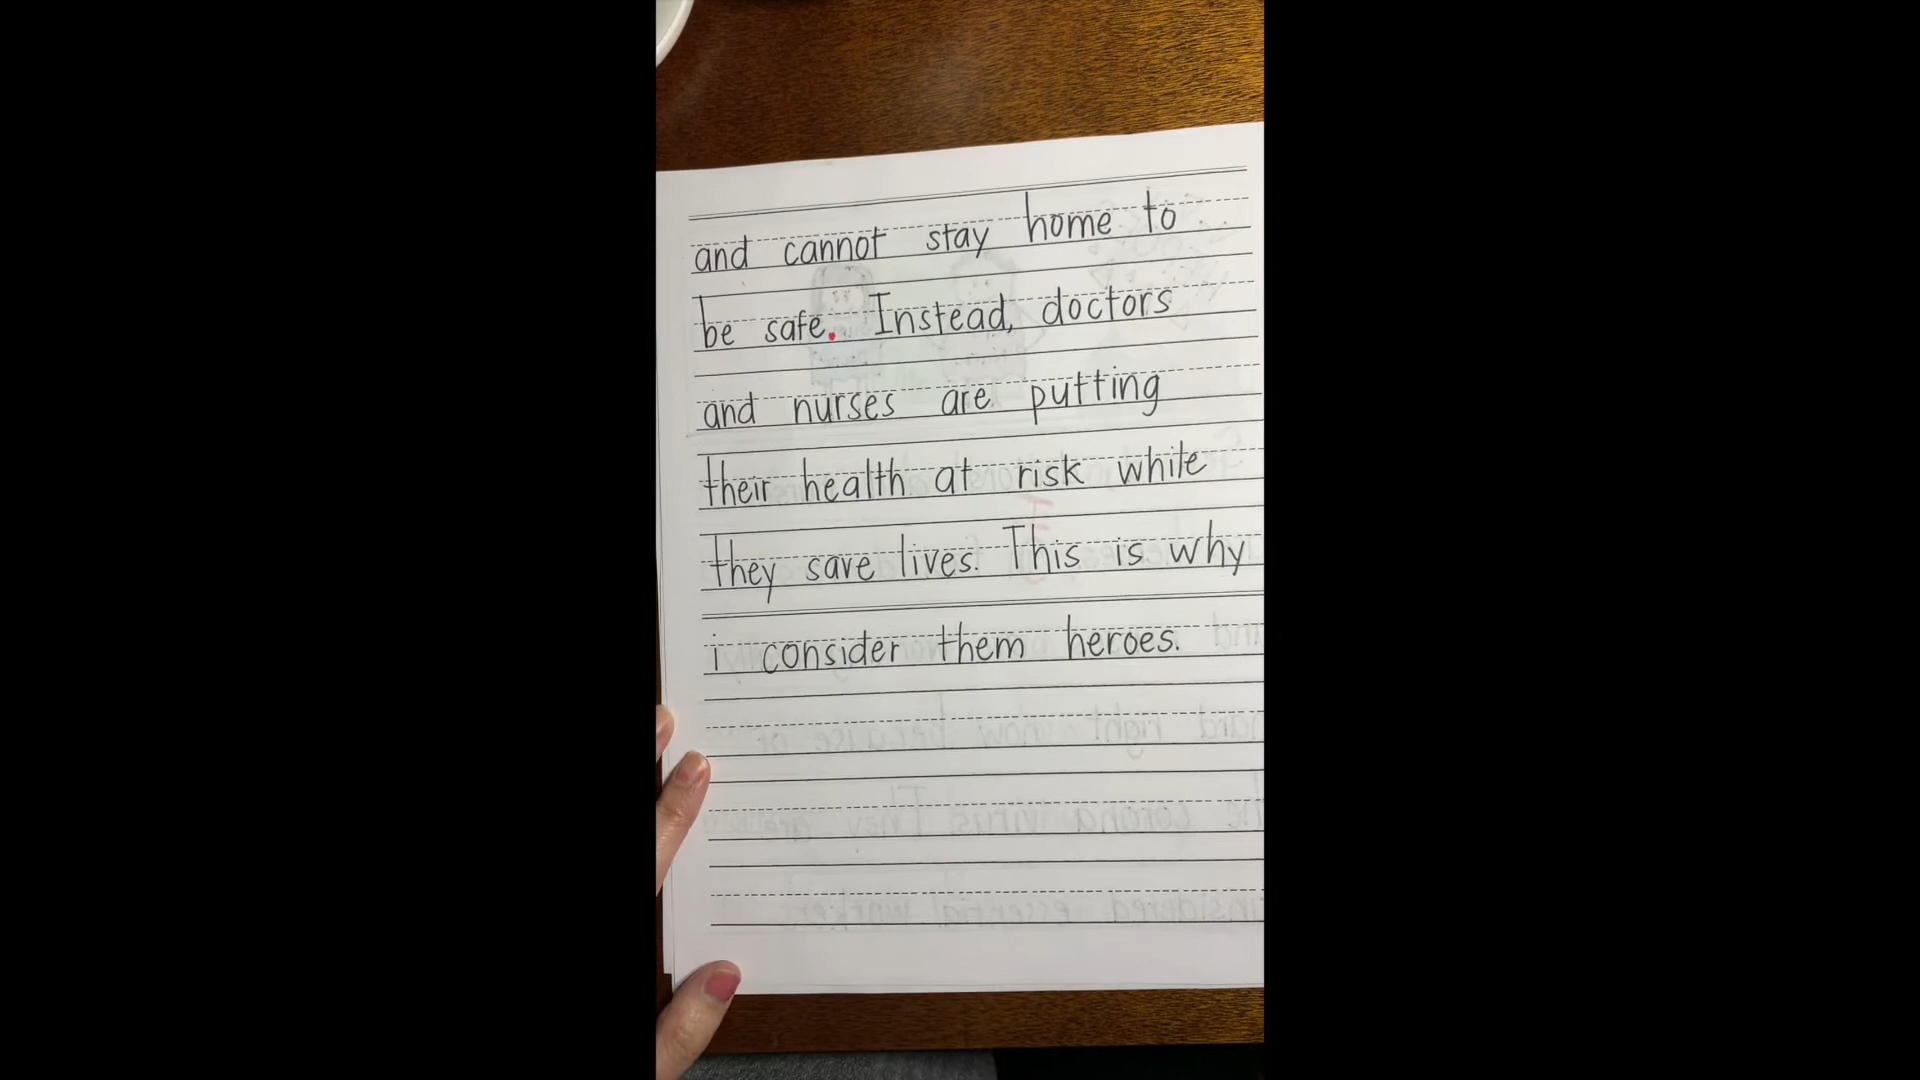 and cannot stay home to
be safe. Instead, doctors
and nurses are putting
their health at risk while
they save lives. This is why
i consider them heroes.